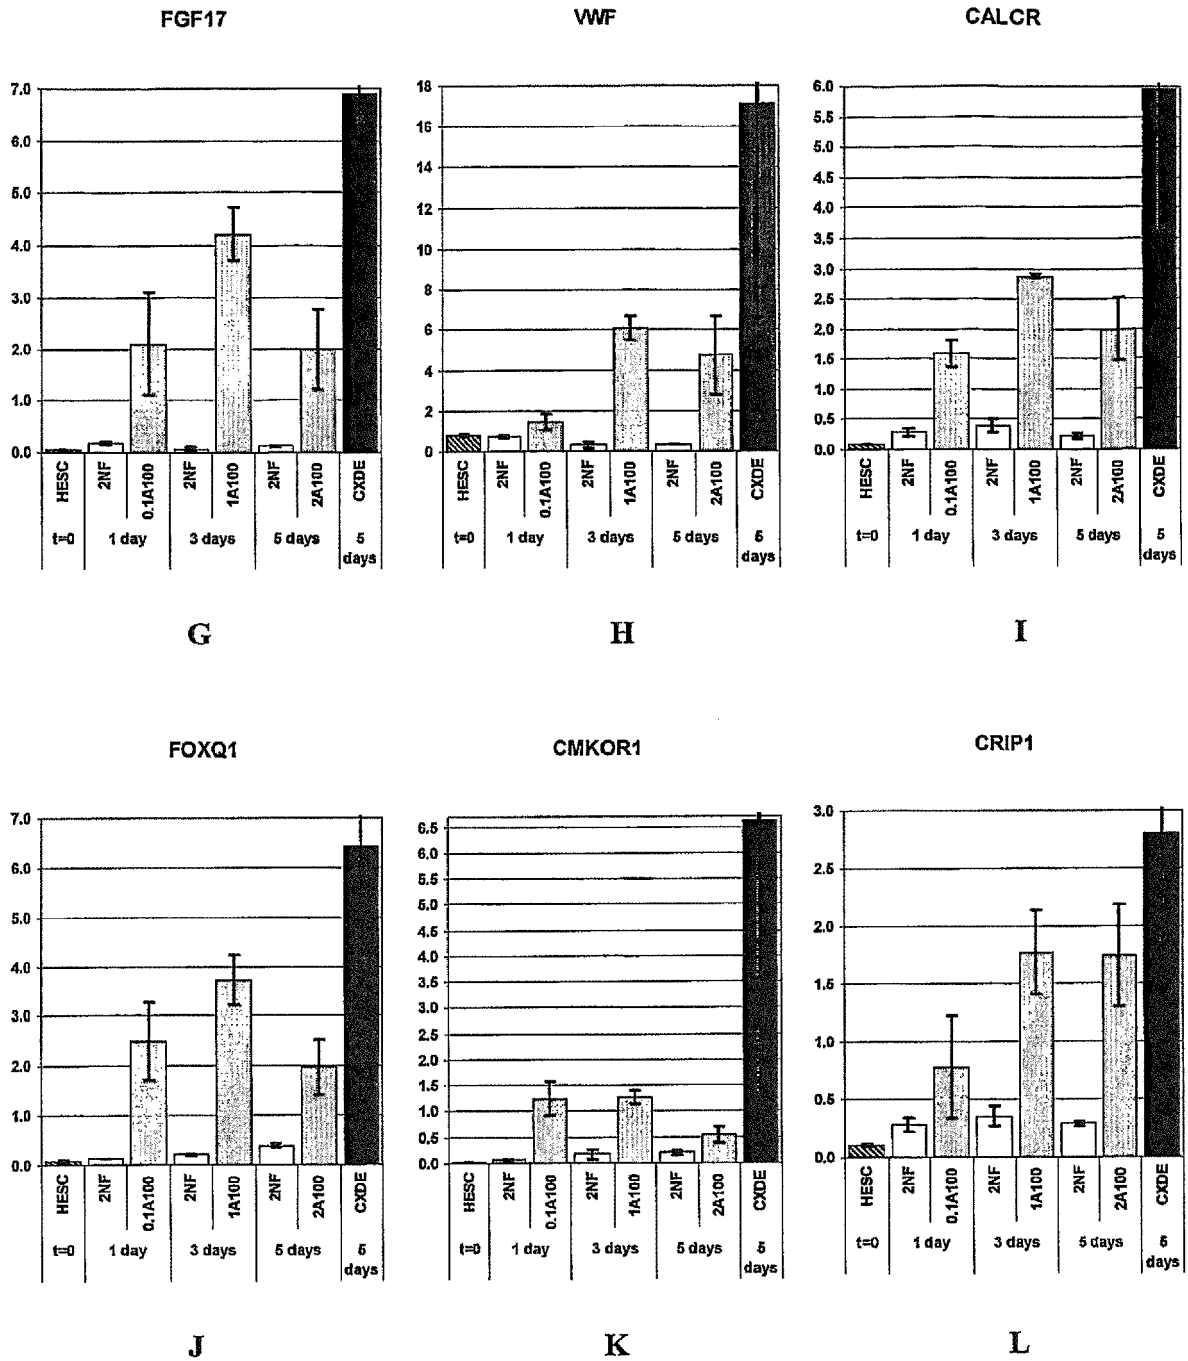 FGF17
VWF
CALCR
7.0
6.0
5.0
4.0
3.0
2.0
1.0
0.0
HESC
2NF
0.1A100
2NF
1A100
2NF
2A100
CXDE
t=0
1 day
3 days
5 days
5
days
18
16
14
12
10
8
6
4
2
0
HESC
2NF
0.1A100
2NF
1A100
2NF
2A100
CXDE
t=0
1 day
3 days
5 days
5
days
6.0
5.5
5.0
4.5
4.0
3.5
3.0
2.5
2.0
1.5
1.0
0.5
0.0
HESC
2NF
0.1A100
2NF
1A100
2NF
2A100
CXDE
t=0
1 day
3 days
5 days
5
days
G
H
I
FOXQ1
CMKOR1
CRIP1
7.0
6.0
5.0
4.0
3.0
2.0
1.0
0.0
HESC
2NF
0.1A100
2NF
1A100
2NF
2A100
CXDE
t=0
1 day
3 days
5 days
5
days
6.5
6.0
5.5
5.0
4.5
4.0
3.5
3.0
2.5
2.0
1.5
1.0
0.5
0.0
HESC
2NF
0.1A100
2NF
1A100
2NF
2A100
CXDE
t=0
1 day
3 days
5 days
5
days
3.0
2.5
2.0
1.5
1.0
0.5
0.0
HESC
2NF
0.1A100
2NF
1A100
2NF
2A100
CXDE
t=0
1 day
3 days
5 days
5
days
J
K
L